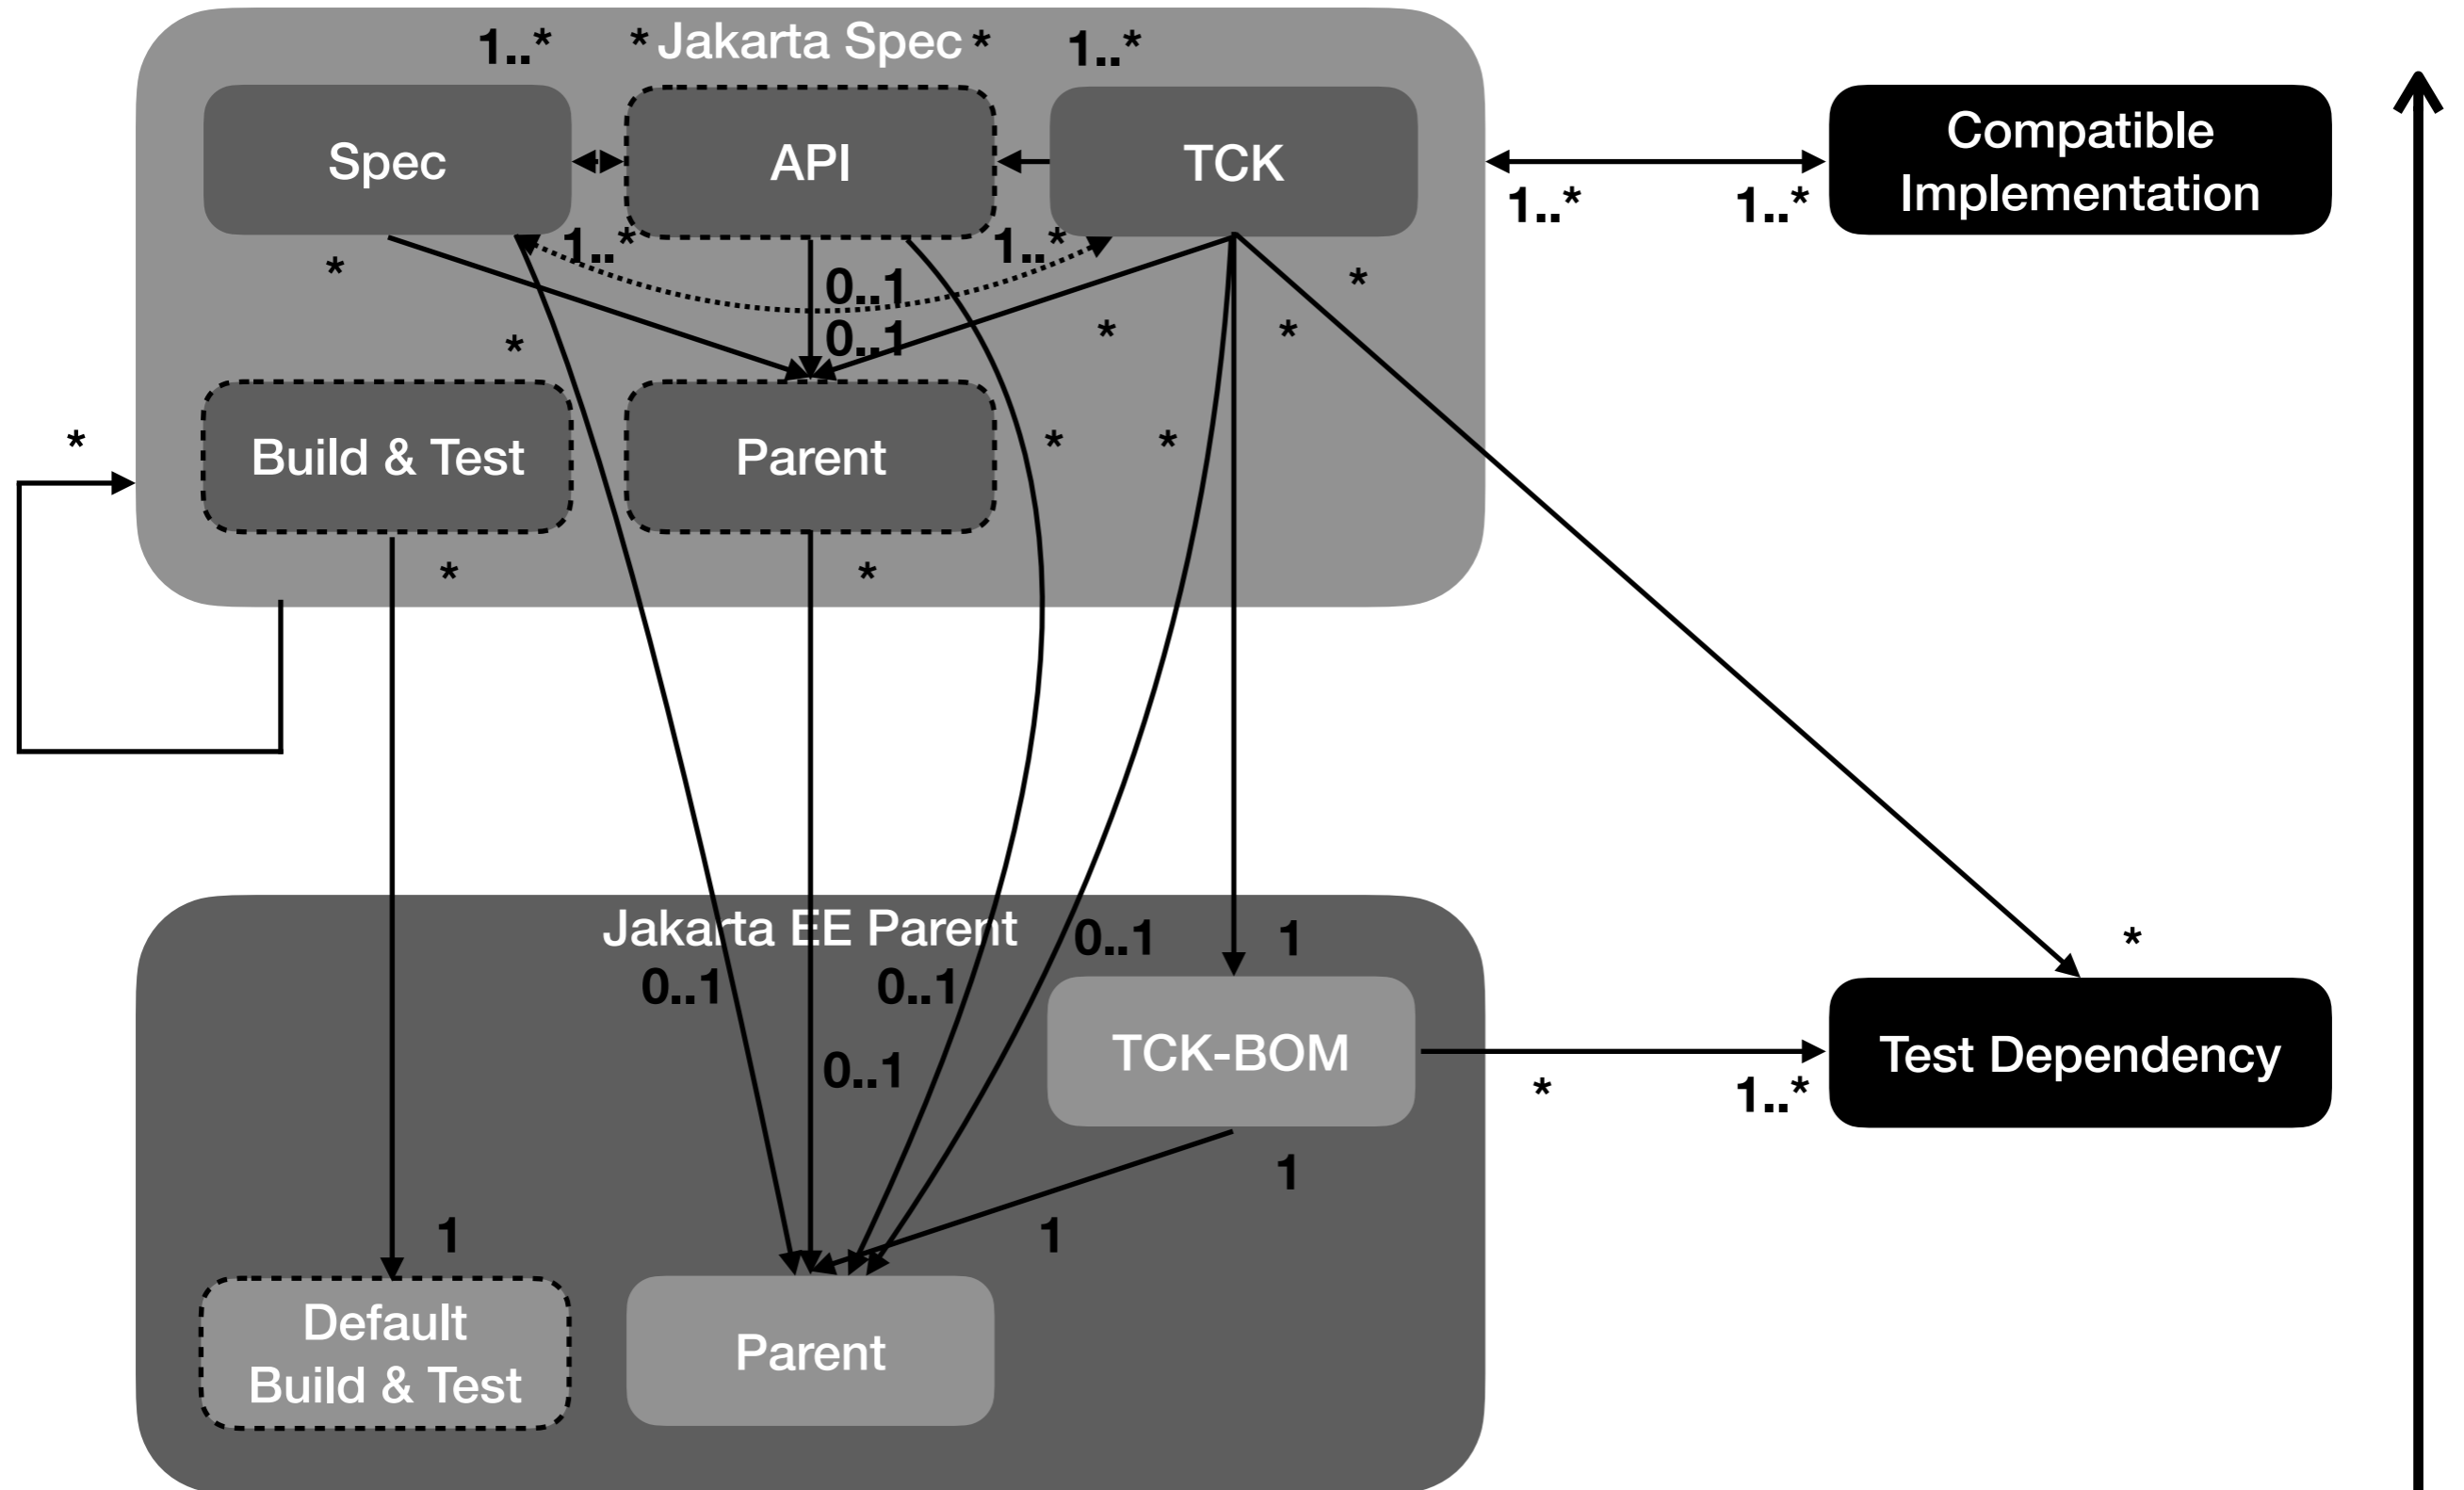 1..* * Jakarta Spec * 1..*
Spec
API
TCK
Compatible
Implementation
1..* 1..*
* 1..* 0..1 1..* *
* 0..1 * *
* * *
Build & Test
Parent
* *
Jakarta EE Parent
0..1 1 *
0..1 0..1
0..1
TCK-BOM
Test Dependency
* 1..*
1
1 1
Default
Build & Test
Parent